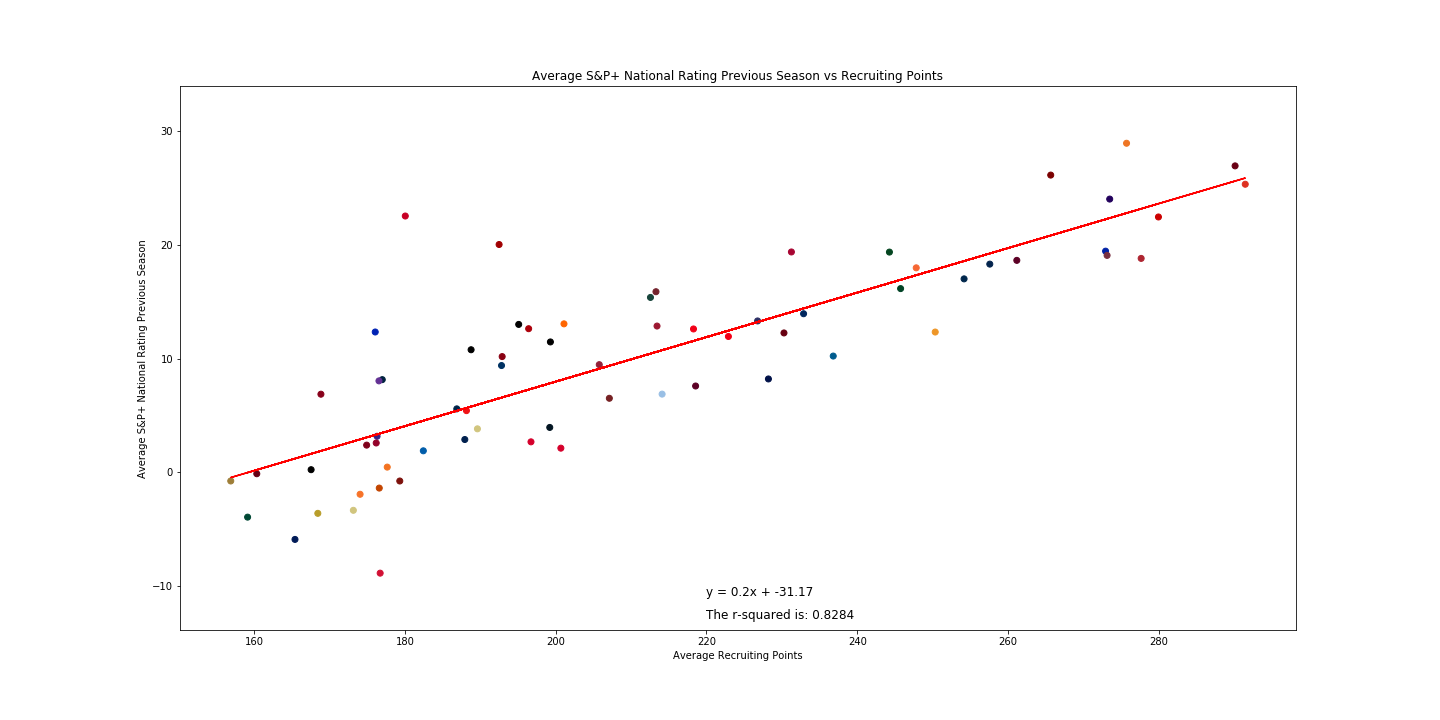 Average S&P+ National Rating Previous Season vs Recruiting Points
Average S&P+ National Rating Previous Season
30
20
10
0
−10
y = 0.2x + -31.17
The r-squared is: 0.8284
160 180 200 220 240 260 280
Average Recruiting Points